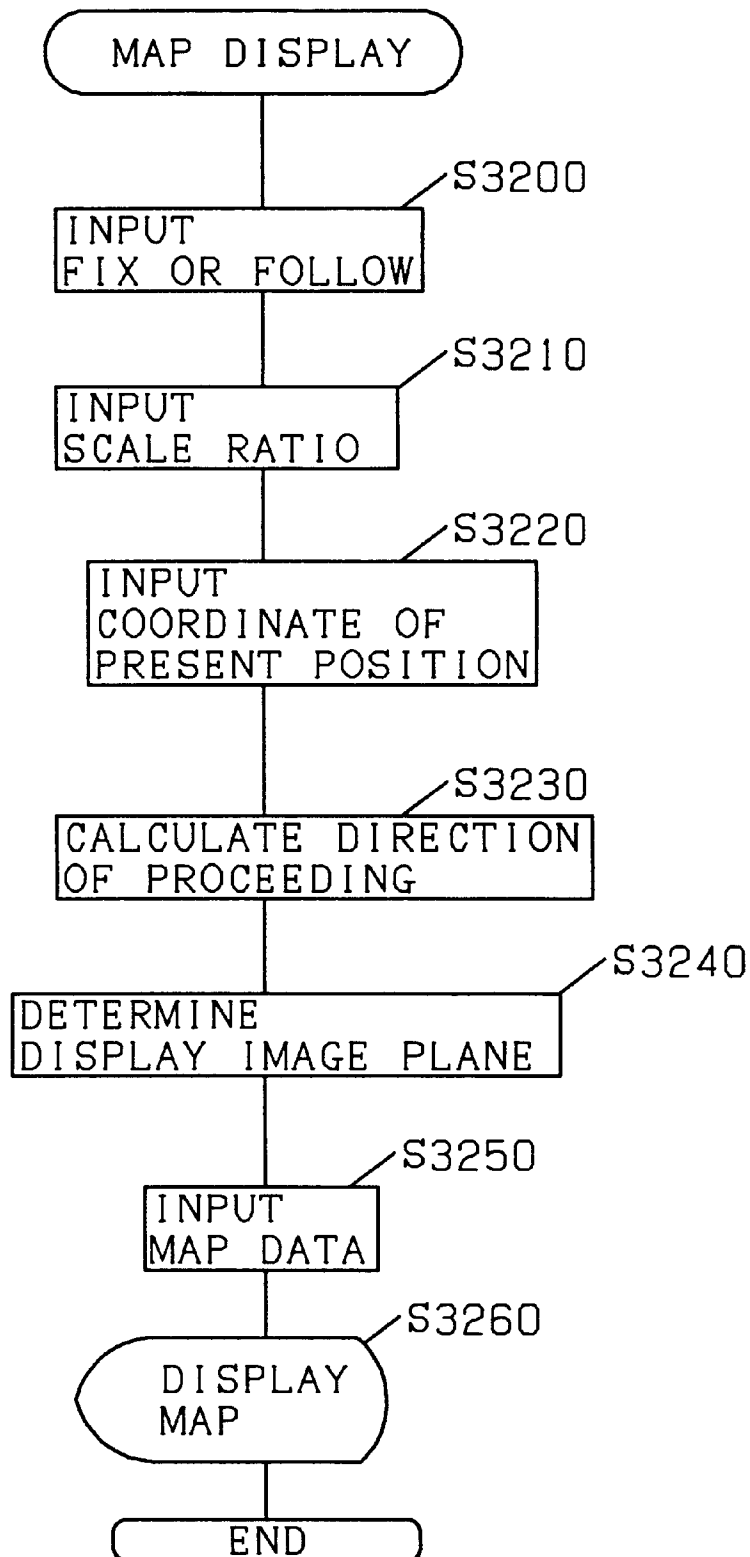 MAP DISPLAY
S3200
INPUT
FIX OR FOLLOW
S3210
INPUT
SCALE RATIO
S3220
INPUT
COORDINATE OF
PRESENT POSITION
S3230
CALCULATE DIRECTION
OF PROCEEDING
S3240
DETERMINE
DISPLAY IMAGE PLANE
S3250
INPUT
MAP DATA
S3260
DISPLAY
MAP
END